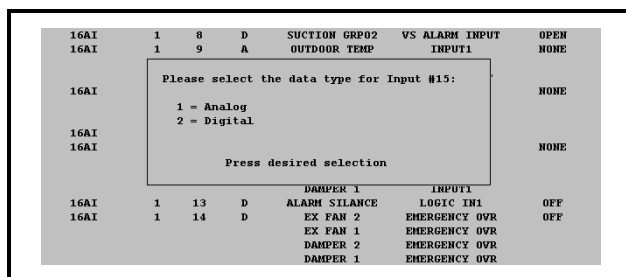 16AI 1 8 D SUCTION GRP02 VS ALARM INPUT OPEN
16AI 1 9 A OUTDOOR TEMP INPUT1 NONE
Please select the data type for Input #15:
16AI NONE
1 = Analog
2 = Digital
16AI
16AI NONE
Press desired selection
DAMPER 1 INPUT1
16AI 1 13 D ALARM SILANCE LOGIC IN1 OFF
16AI 1 14 D EX FAN 2 EMERGENCY OVR OFF
EX FAN 1 EMERGENCY OVR
DAMPER 2 EMERGENCY OVR
DAMPER 1 EMERGENCY OVR